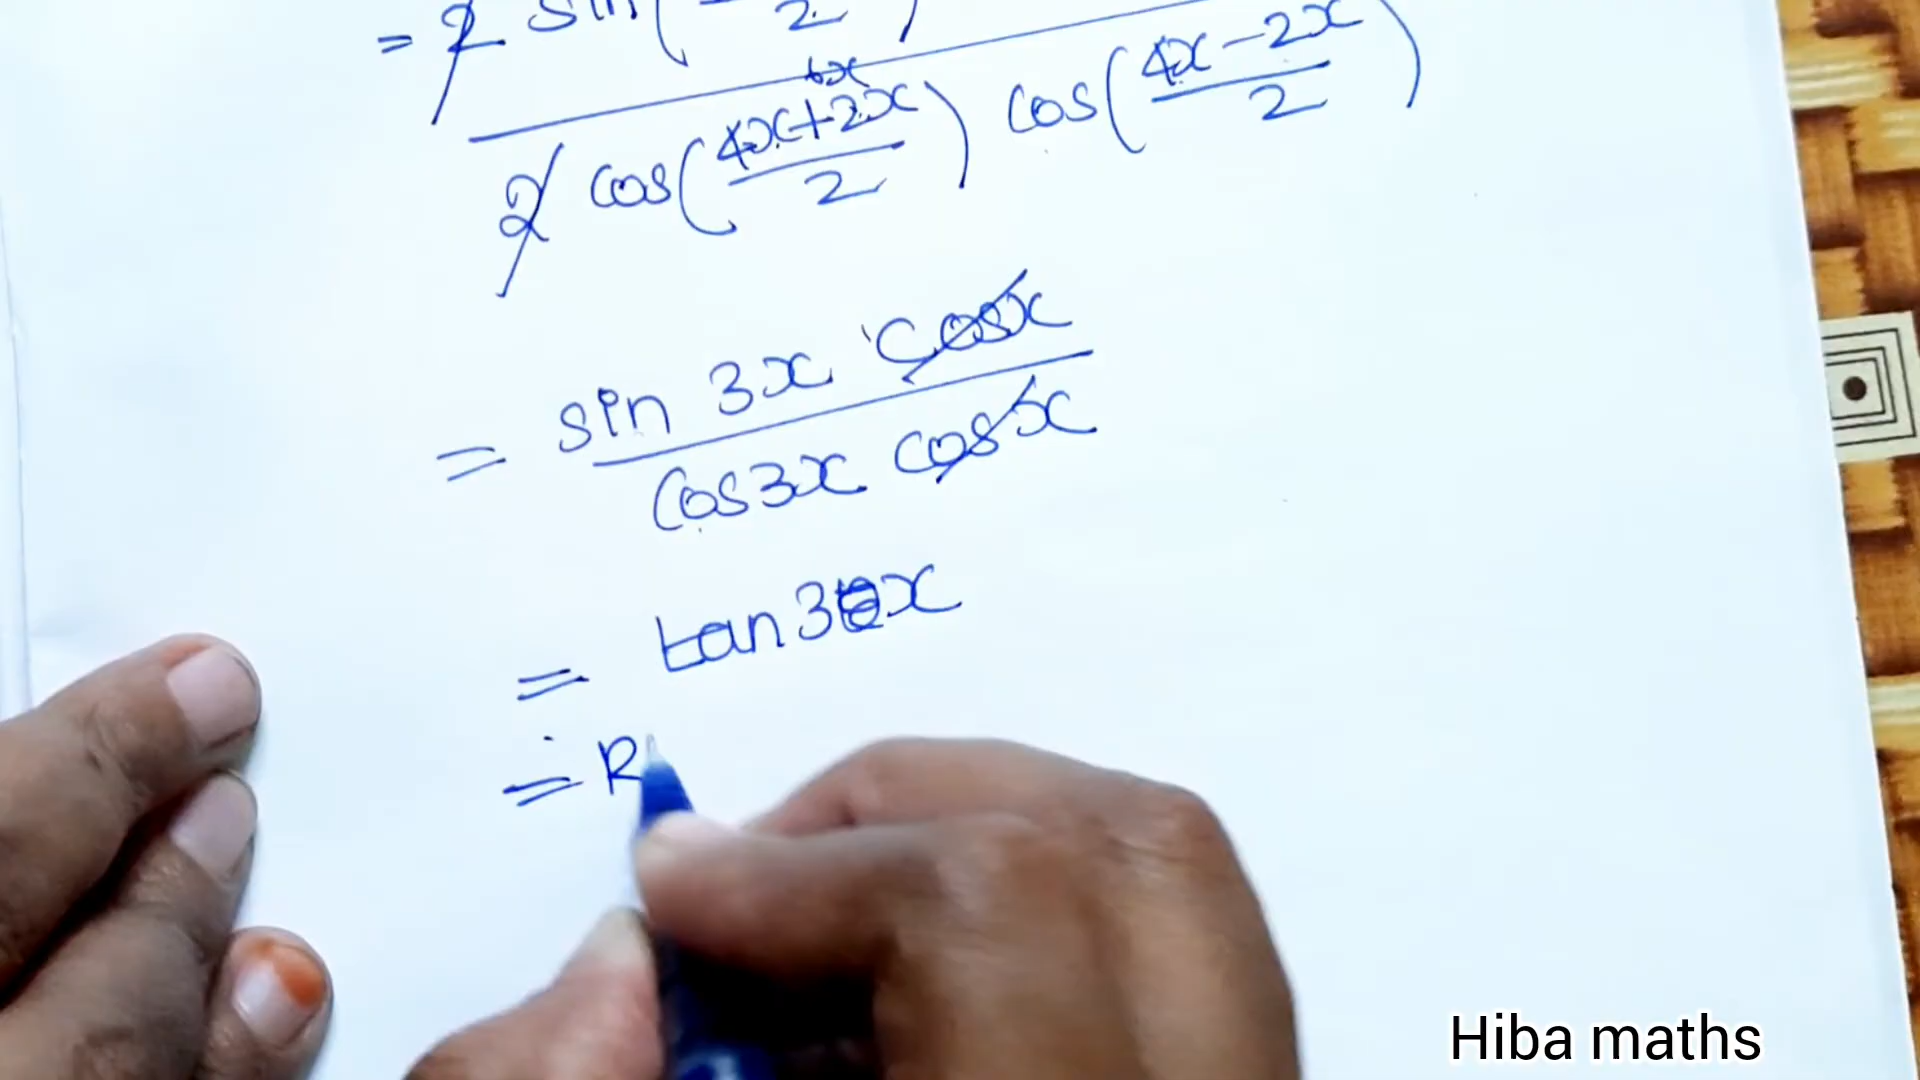 = 2 sin( /2)
6x
2 cos((4x+2x)/2) cos((4x-2x)/2)
= sin 3x cosx
cos3x cosx
= tan3x
= R
Hiba maths